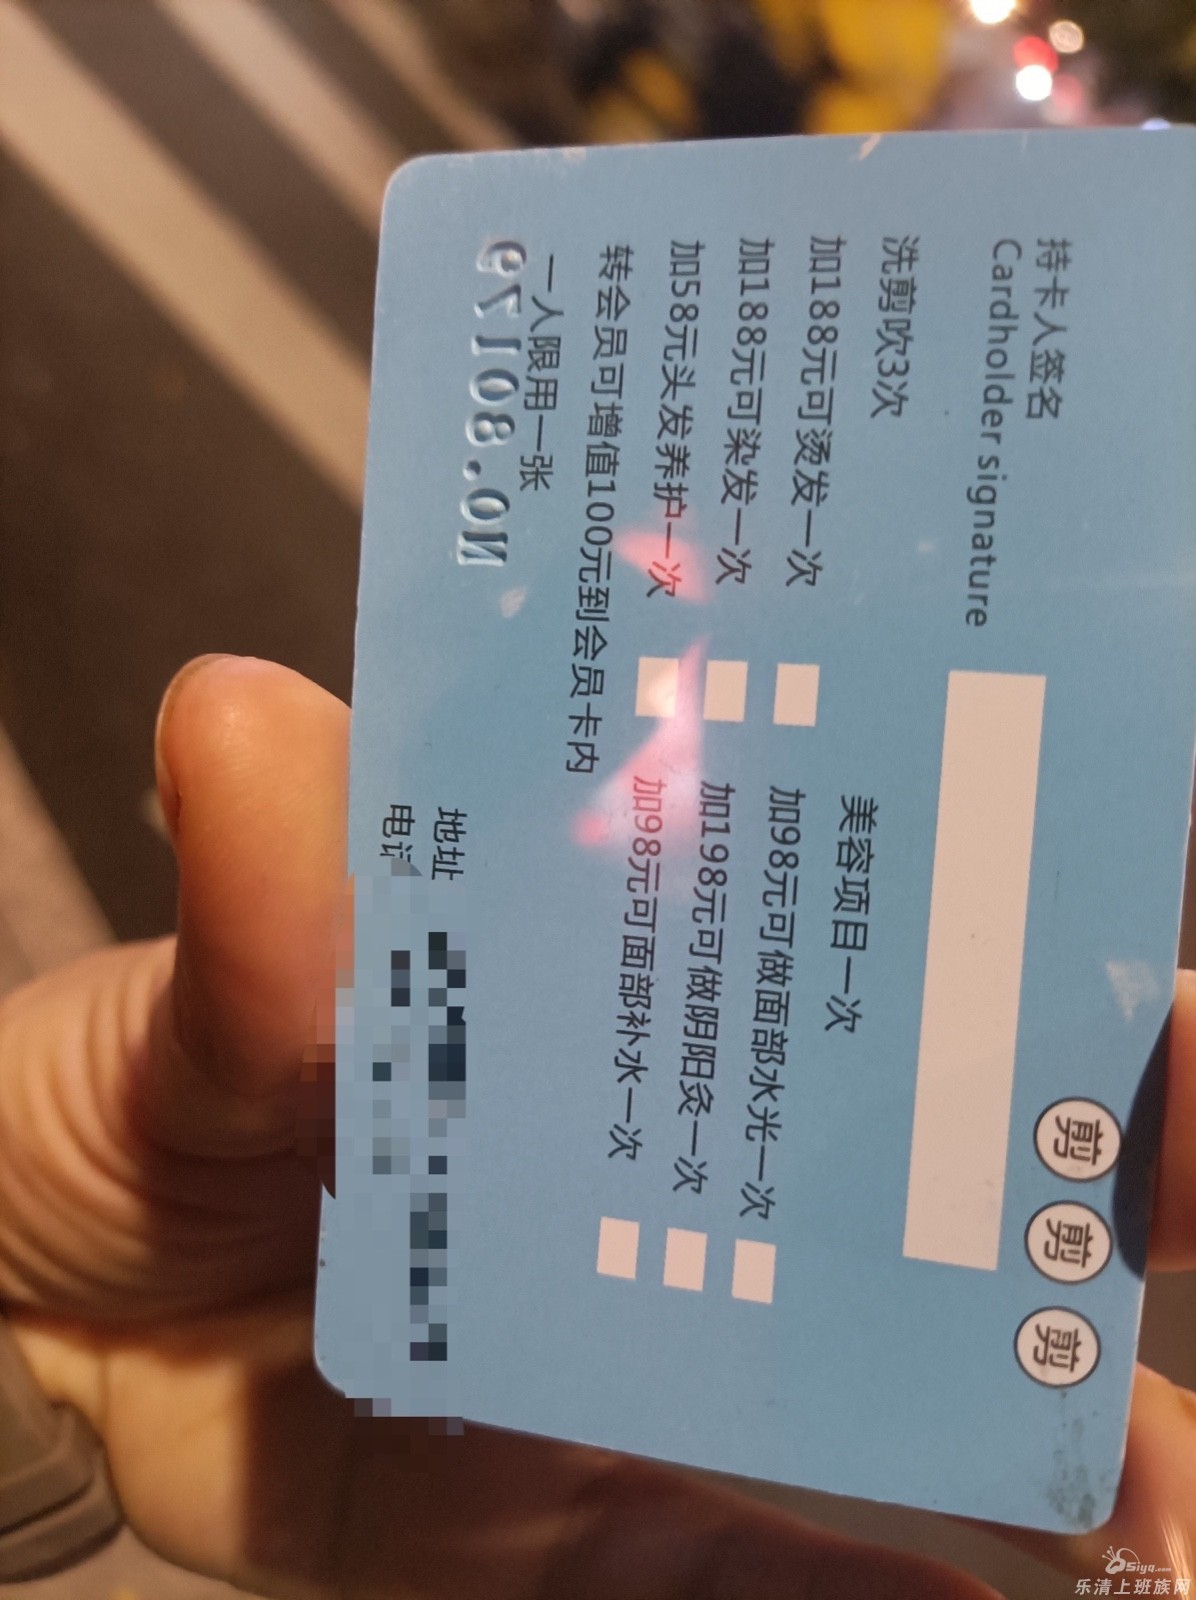 持卡人签名
Cardholder signature
剪 剪 剪
洗剪吹3次
加188元可烫发一次
加188元可染发一次
加58元头发养护一次
转会员可增值100元到会员卡内
一人限用一张
美容项目一次
加98元可做面部水光一次
加198元可做阴阳灸一次
加98元可面部补水一次
NO.80176
地址
电话
Siyq.com
乐清上班族网